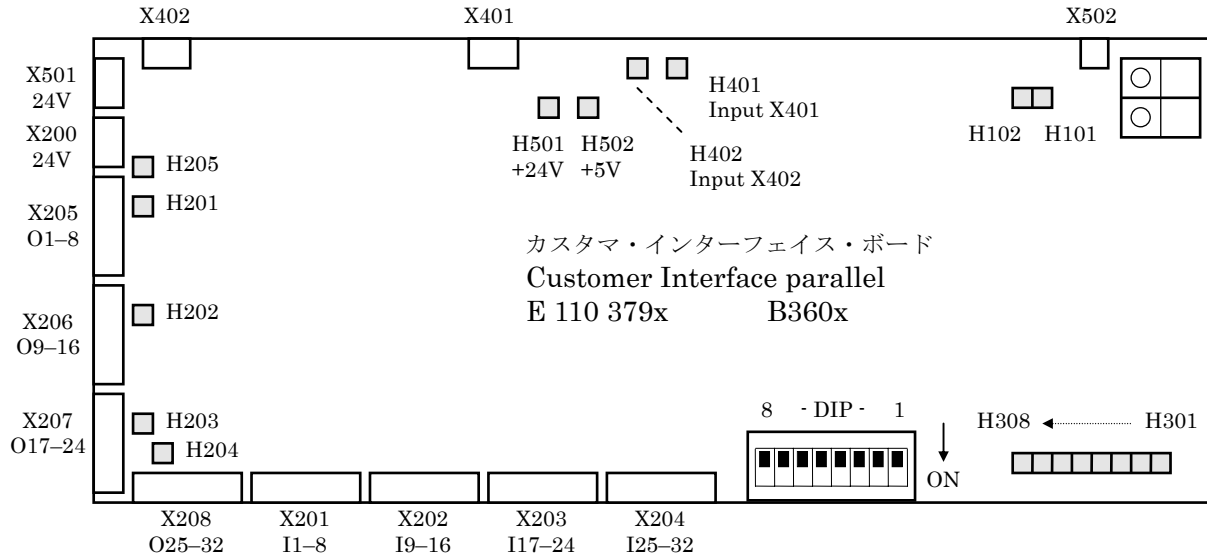 X402 X401 X502
X501
24V
X200
24V
X205
O1–8
X206
O9–16
X207
O17–24
H205
H201
H202
H203
H204
H401
Input X401
H501 H502
+24V +5V
H402
Input X402
H102 H101
カスタマ・インターフェイス・ボード
Customer Interface parallel
E 110 379x B360x
8 - DIP - 1
ON
H308 H301
X208 X201 X202 X203 X204
O25–32 I1–8 I9–16 I17–24 I25–32